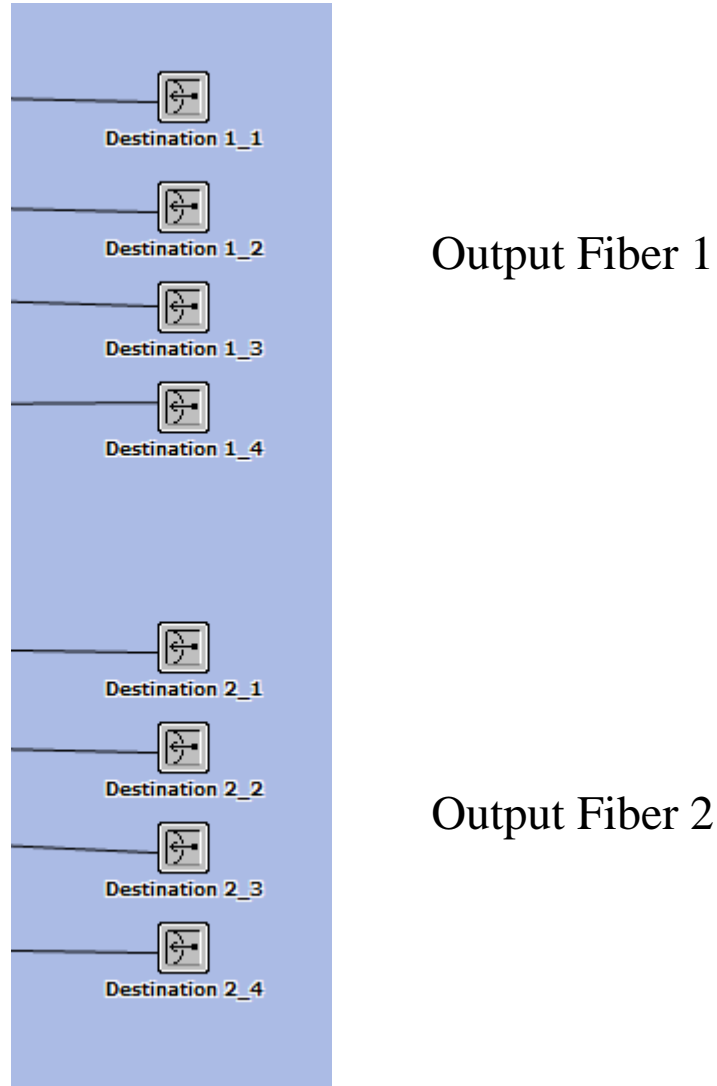 Destination 1_1
Destination 1_2
Output Fiber 1
Destination 1_3
Destination 1_4
Destination 2_1
Destination 2_2
Output Fiber 2
Destination 2_3
Destination 2_4